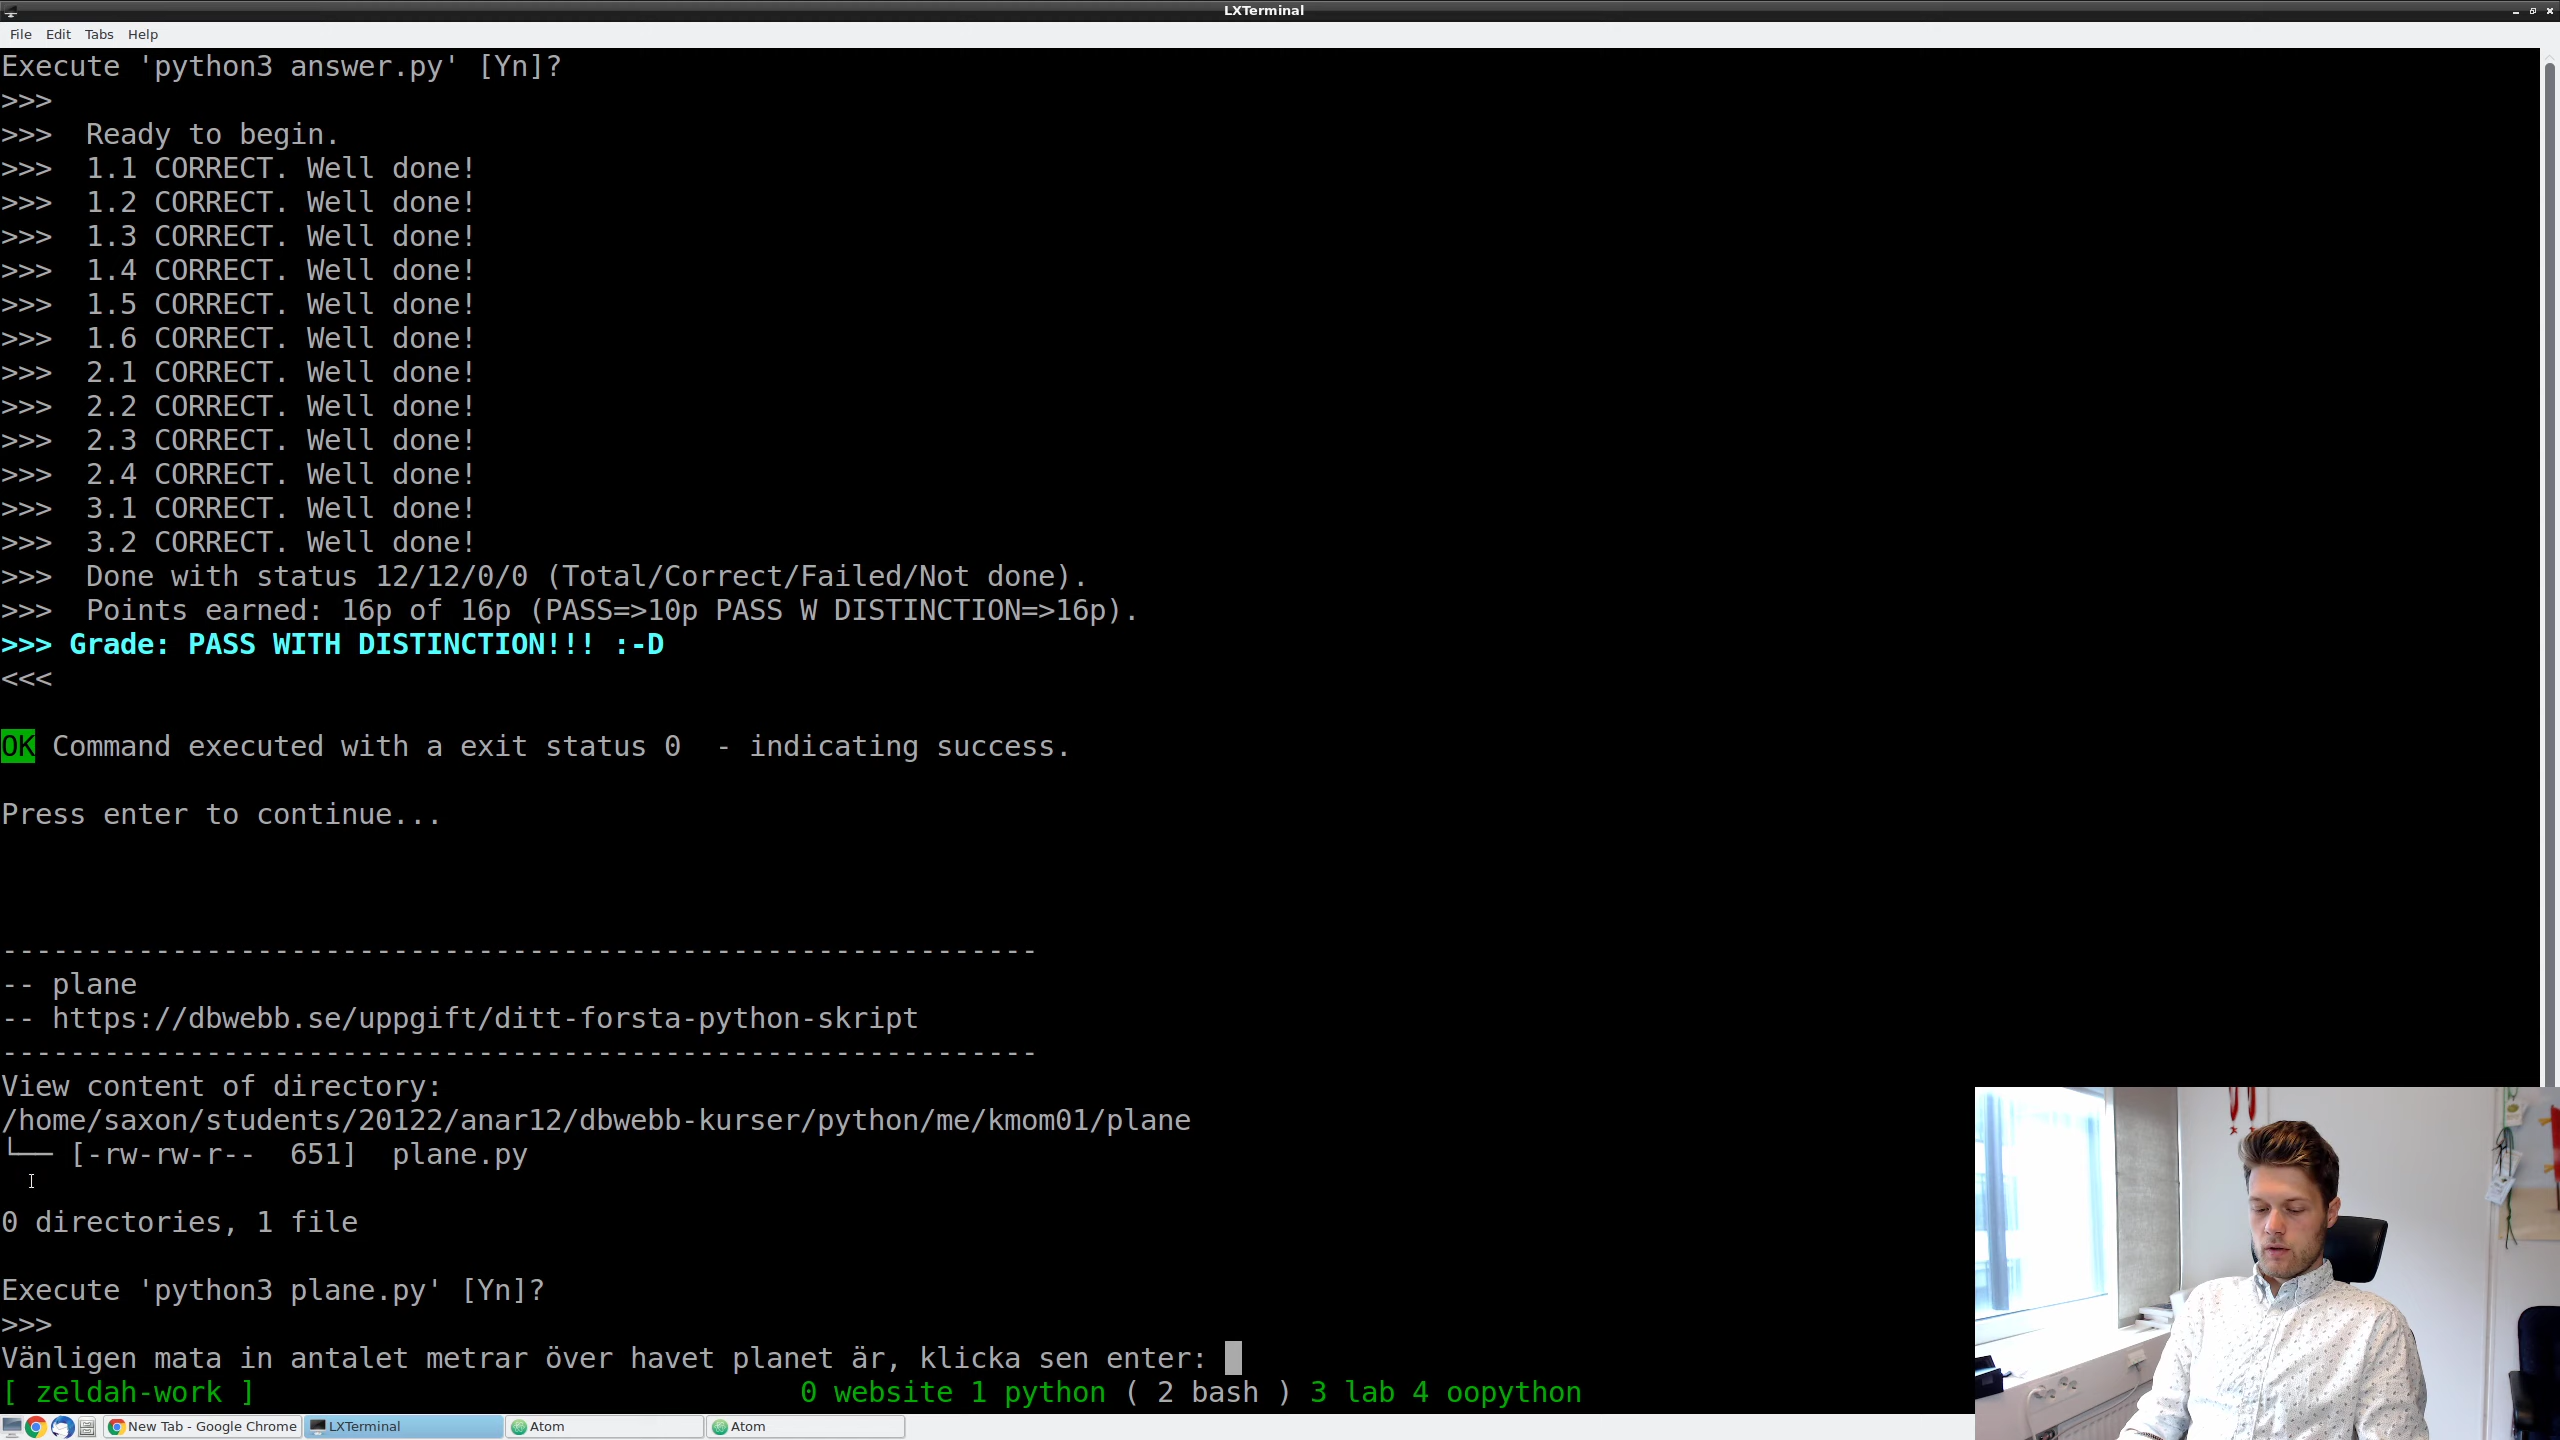 LXTerminal
File Edit Tabs Help
Execute 'python3 answer.py' [Yn]?
>>>
>>>  Ready to begin.
>>>  1.1 CORRECT. Well done!
>>>  1.2 CORRECT. Well done!
>>>  1.3 CORRECT. Well done!
>>>  1.4 CORRECT. Well done!
>>>  1.5 CORRECT. Well done!
>>>  1.6 CORRECT. Well done!
>>>  2.1 CORRECT. Well done!
>>>  2.2 CORRECT. Well done!
>>>  2.3 CORRECT. Well done!
>>>  2.4 CORRECT. Well done!
>>>  3.1 CORRECT. Well done!
>>>  3.2 CORRECT. Well done!
>>>  Done with status 12/12/0/0 (Total/Correct/Failed/Not done).
>>>  Points earned: 16p of 16p (PASS=>10p PASS W DISTINCTION=>16p).
>>> Grade: PASS WITH DISTINCTION!!! :-D
<<<
OK Command executed with a exit status 0  - indicating success.
Press enter to continue...
-------------------------------------------------------------
-- plane
-- https://dbwebb.se/uppgift/ditt-forsta-python-skript
-------------------------------------------------------------
View content of directory:
/home/saxon/students/20122/anar12/dbwebb-kurser/python/me/kmom01/plane
└── [-rw-rw-r--  651]  plane.py
0 directories, 1 file
Execute 'python3 plane.py' [Yn]?
>>>
Vänligen mata in antalet metrar över havet planet är, klicka sen enter:
[ zeldah-work ] 0 website 1 python ( 2 bash ) 3 lab 4 oopython
New Tab - Google Chrome LXTerminal Atom Atom